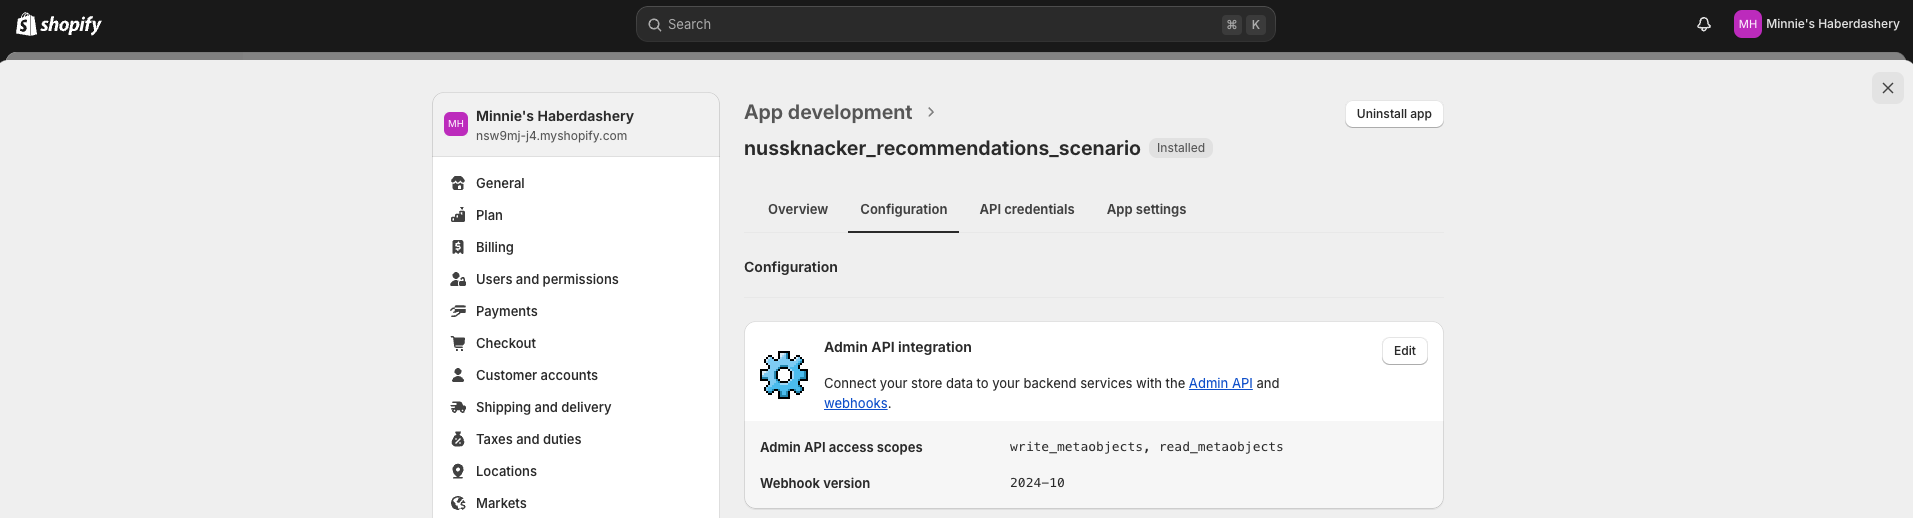 shopify
Search
⌘ K
MH Minnie's Haberdashery
MH
Minnie's Haberdashery
nsw9mj-j4.myshopify.com
General
Plan
Billing
Users and permissions
Payments
Checkout
Customer accounts
Shipping and delivery
Taxes and duties
Locations
Markets
App development
Uninstall app
nussknacker_recommendations_scenario Installed
Overview Configuration API credentials App settings
Configuration
Admin API integration
Edit
Connect your store data to your backend services with the Admin API and
webhooks.
Admin API access scopes write_metaobjects, read_metaobjects
Webhook version 2024-10